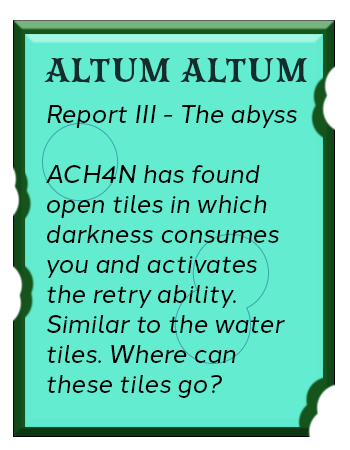 ALTUM ALTUM
Report III - The abyss
ACH4N has found
open tiles in which
darkness consumes
you and activates
the retry ability.
Similar to the water
tiles. Where can
these tiles go?